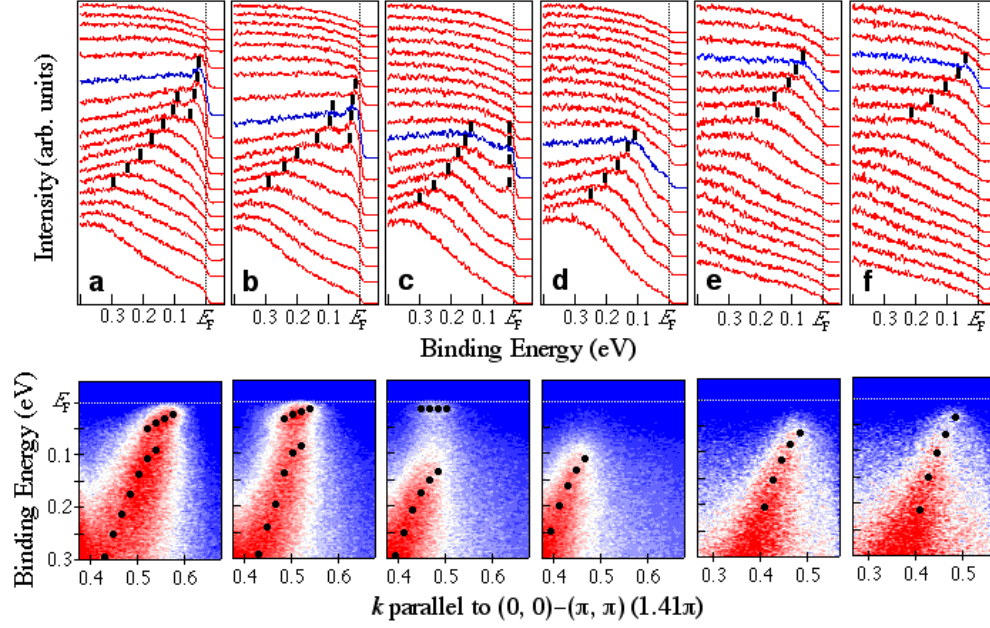 Intensity (arb. units)
a b c d e f
0.3 0.2 0.1 EF 0.3 0.2 0.1 EF 0.3 0.2 0.1 EF 0.3 0.2 0.1 EF 0.3 0.2 0.1 EF 0.3 0.2 0.1 EF
Binding Energy (eV)
Binding Energy (eV)
EF
0.1
0.2
0.3
0.4 0.5 0.6 0.4 0.5 0.6 0.4 0.5 0.6 0.4 0.5 0.6 0.3 0.4 0.5 0.3 0.4 0.5
k parallel to (0, 0)–(π, π) (1.41π)